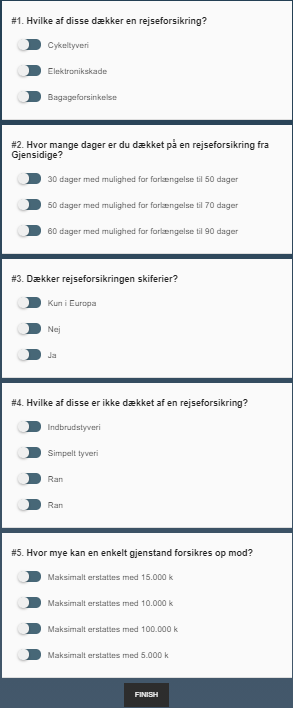 #1. Hvilke af disse dækker en rejseforsikring?
Cykeltyveri
Elektronikskade
Bagageforsinkelse
#2. Hvor mange dager er du dækket på en rejseforsikring fra
Gjensidige?
30 dager med mulighed for forlængelse til 50 dager
50 dager med mulighed for forlængelse til 70 dager
60 dager med mulighed for forlængelse til 90 dager
#3. Dækker rejseforsikringen skiferier?
Kun i Europa
Nej
Ja
#4. Hvilke af disse er ikke dækket af en rejseforsikring?
Indbrudstyveri
Simpelt tyveri
Ran
Ran
#5. Hvor mye kan en enkelt gjenstand forsikres op mod?
Maksimalt erstattes med 15.000 k
Maksimalt erstattes med 10.000 k
Maksimalt erstattes med 100.000 k
Maksimalt erstattes med 5.000 k
FINISH